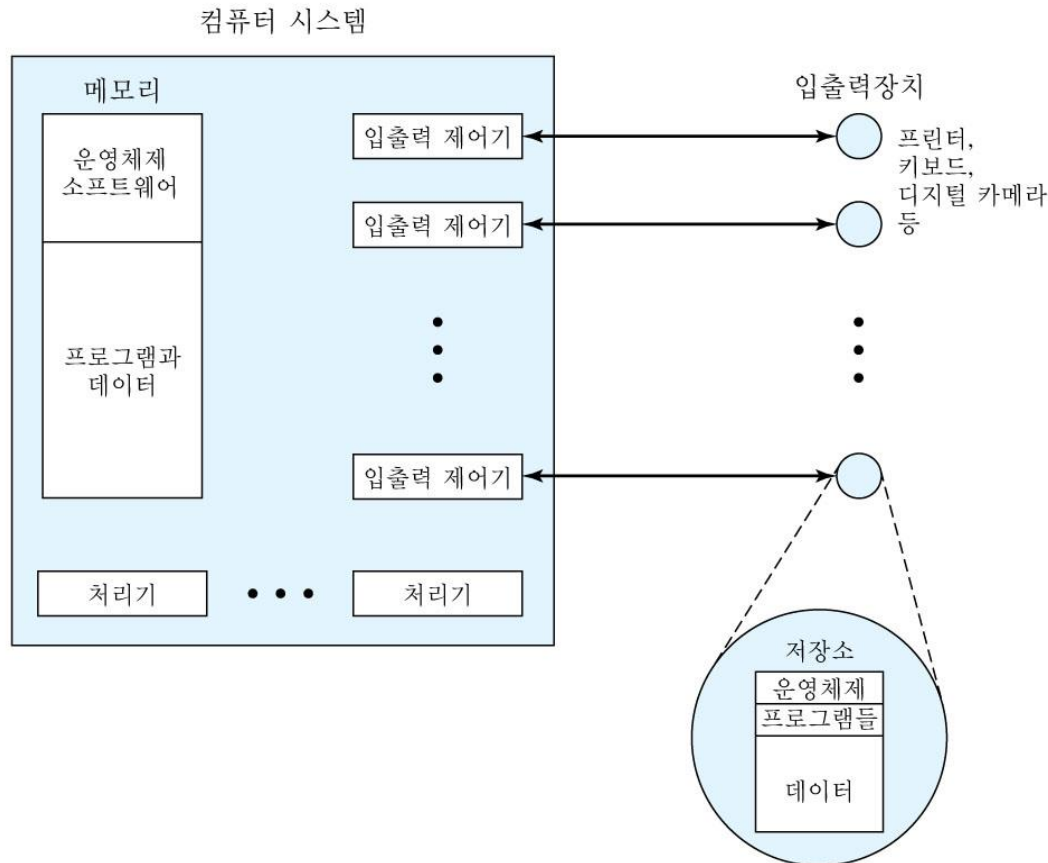 컴퓨터 시스템
메모리
운영체제
소프트웨어
프로그램과
데이터
입출력 제어기
입출력 제어기
입출력 제어기
처리기
처리기
입출력장치
프린터,
키보드,
디지털 카메라
등
저장소
운영체제
프로그램들
데이터